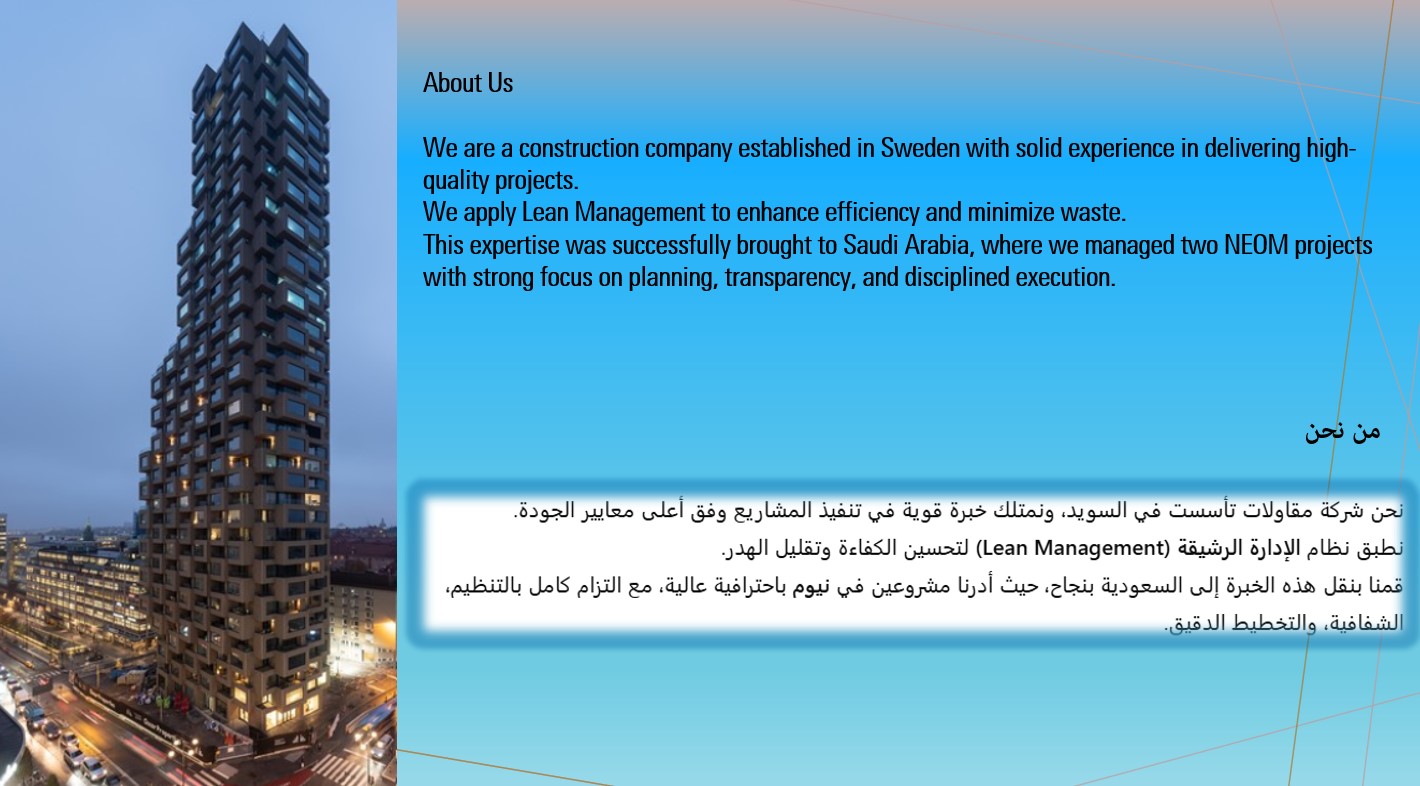 About Us
We are a construction company established in Sweden with solid experience in delivering high-
quality projects.
We apply Lean Management to enhance efficiency and minimize waste.
This expertise was successfully brought to Saudi Arabia, where we managed two NEOM projects
with strong focus on planning, transparency, and disciplined execution.
من نحن
نحن شركة مقاولات تأسست في السويد، ونمتلك خبرة قوية في تنفيذ المشاريع وفق أعلى معايير الجودة.
نطبق نظام الإدارة الرشيقة (Lean Management) لتحسين الكفاءة وتقليل الهدر.
قمنا بنقل هذه الخبرة إلى السعودية بنجاح، حيث أدرنا مشروعين في نيوم باحترافية عالية، مع التزام كامل بالتنظيم،
الشفافية، والتخطيط الدقيق.